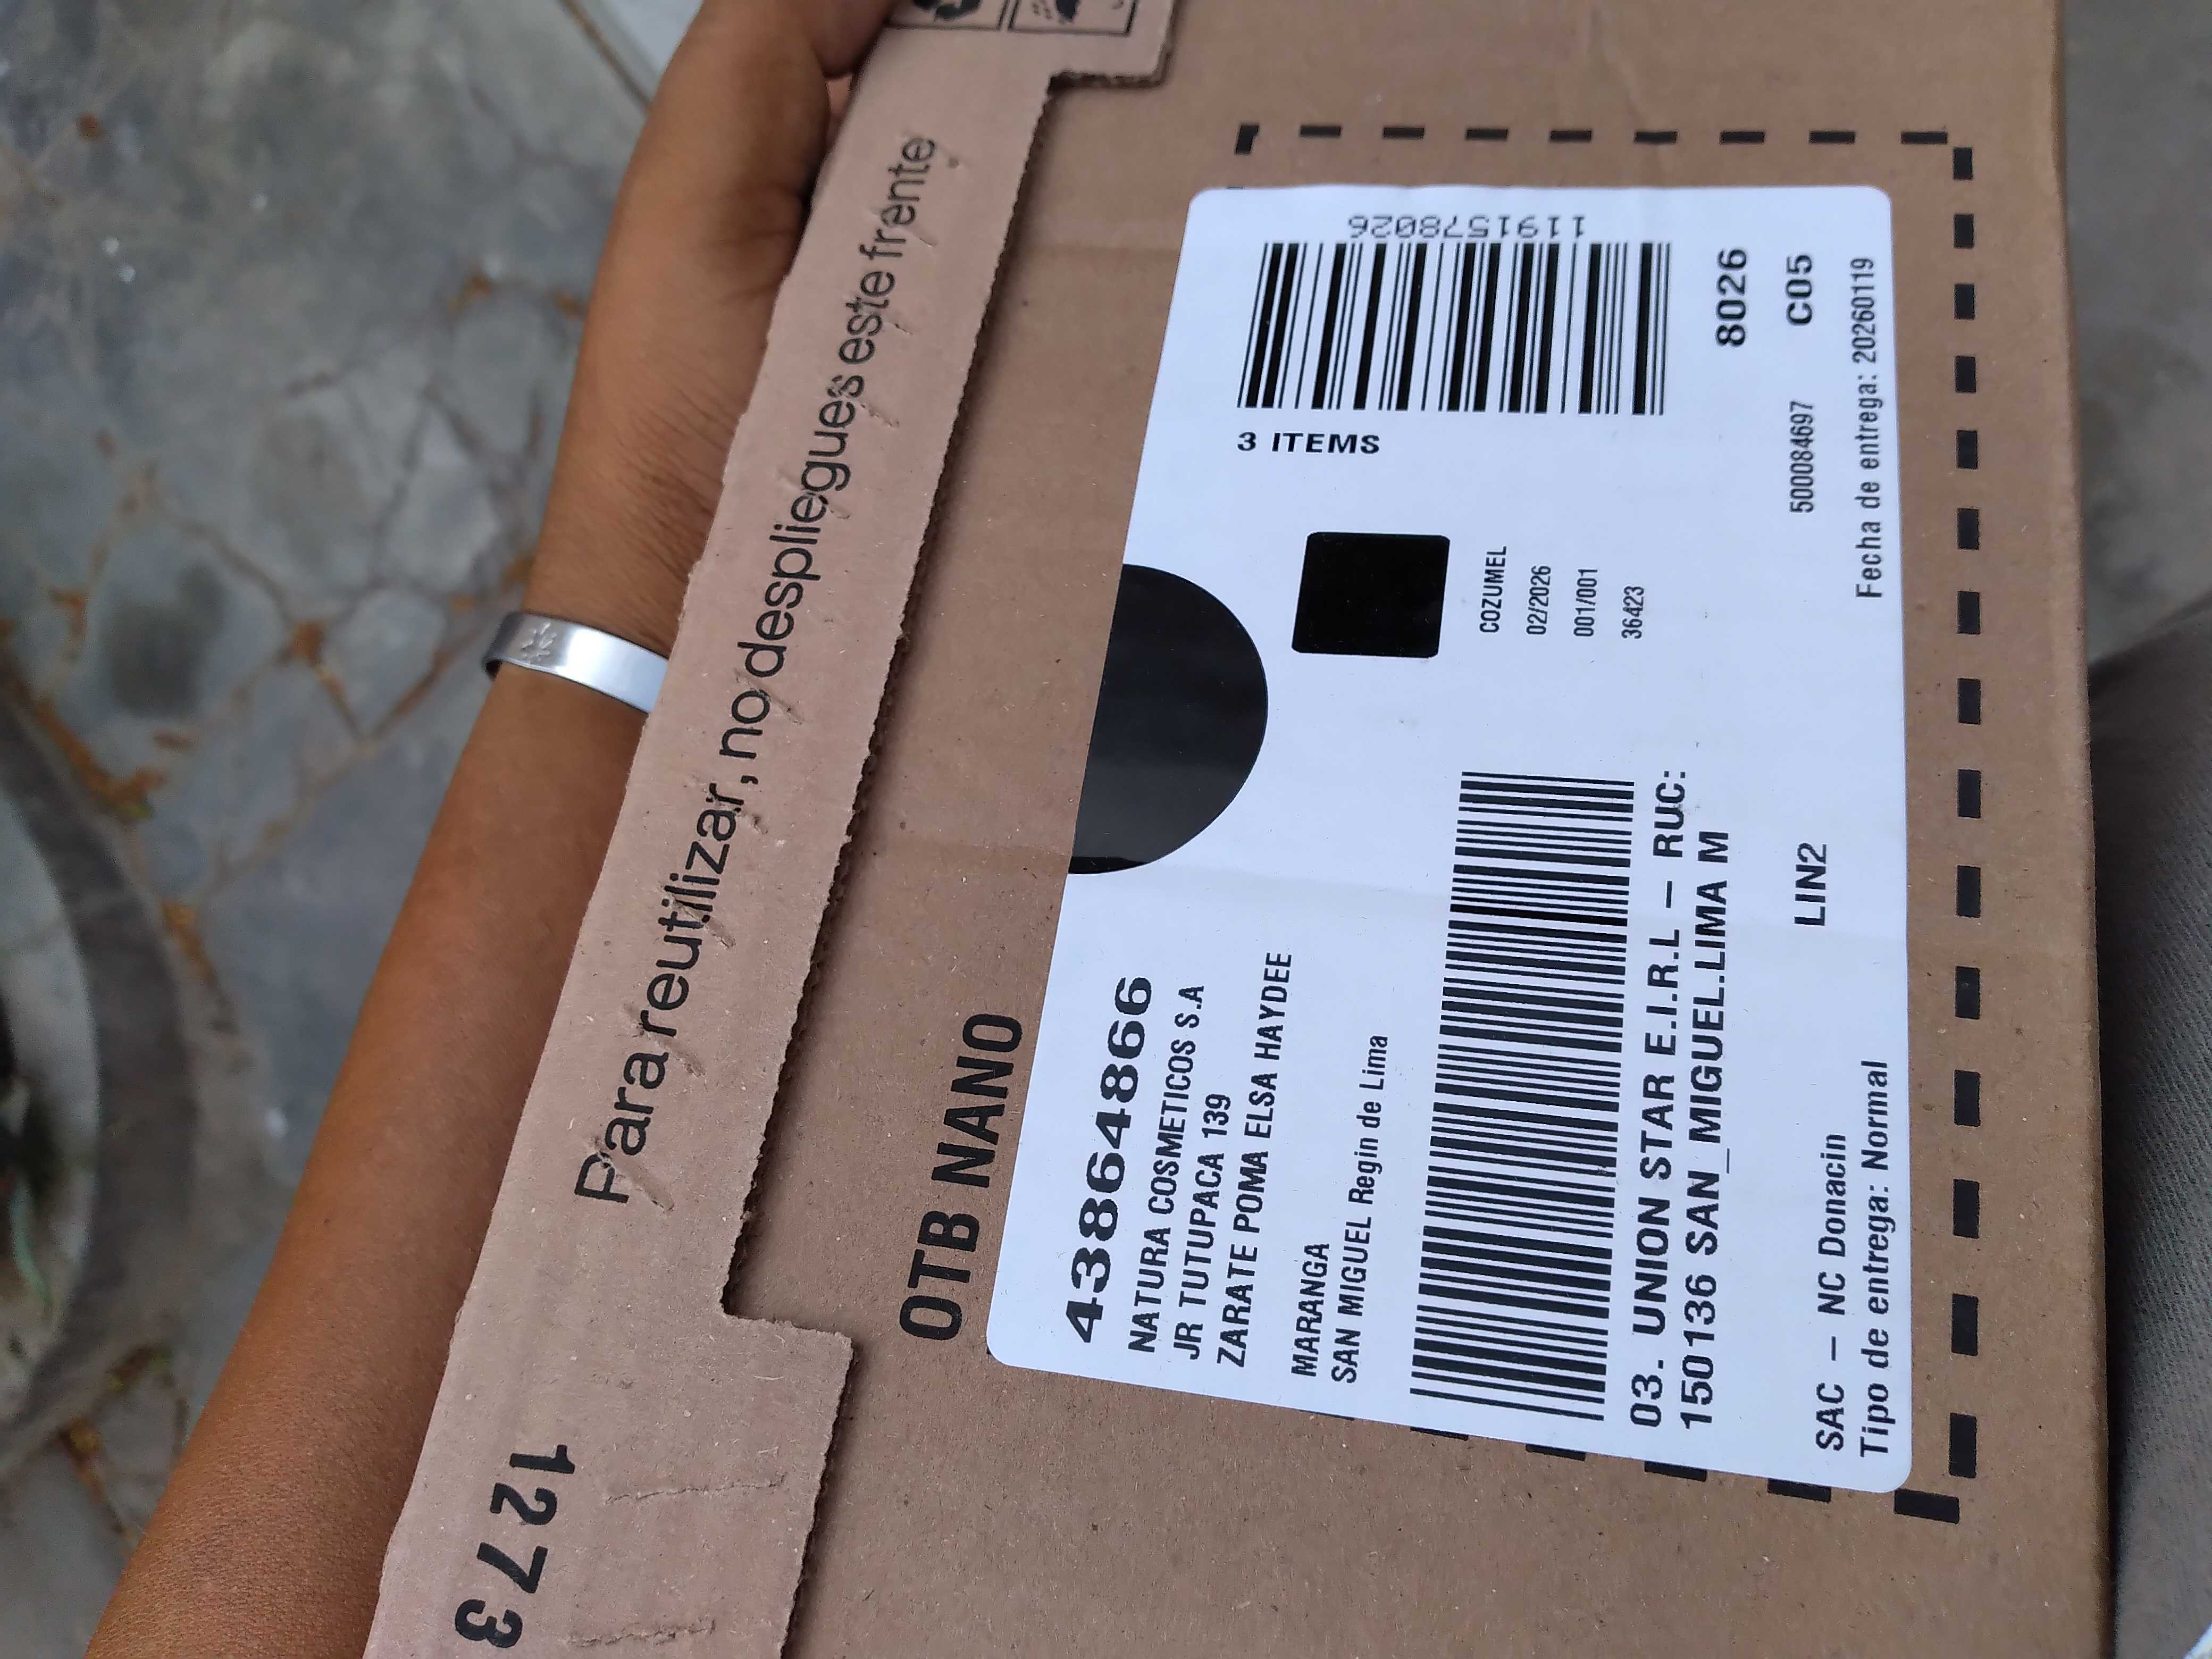 Para reutilizar, no despliegues este frente
1273
OTB NANO
43864866
NATURA COSMETICOS S.A
JR TUTUPACA 139
ZARATE POMA ELSA HAYDEE
MARANGA
SAN MIGUEL Regin de Lima
03. UNION STAR E.I.R.L – RUC:
150136 SAN_MIGUEL.LIMA M
LIN2
SAC – NC Donacin
Tipo de entrega: Normal
1191578026
3 ITEMS
COZUMEL
02/2026
001/001
36423
8026
500084697 C05
Fecha de entrega: 20260119